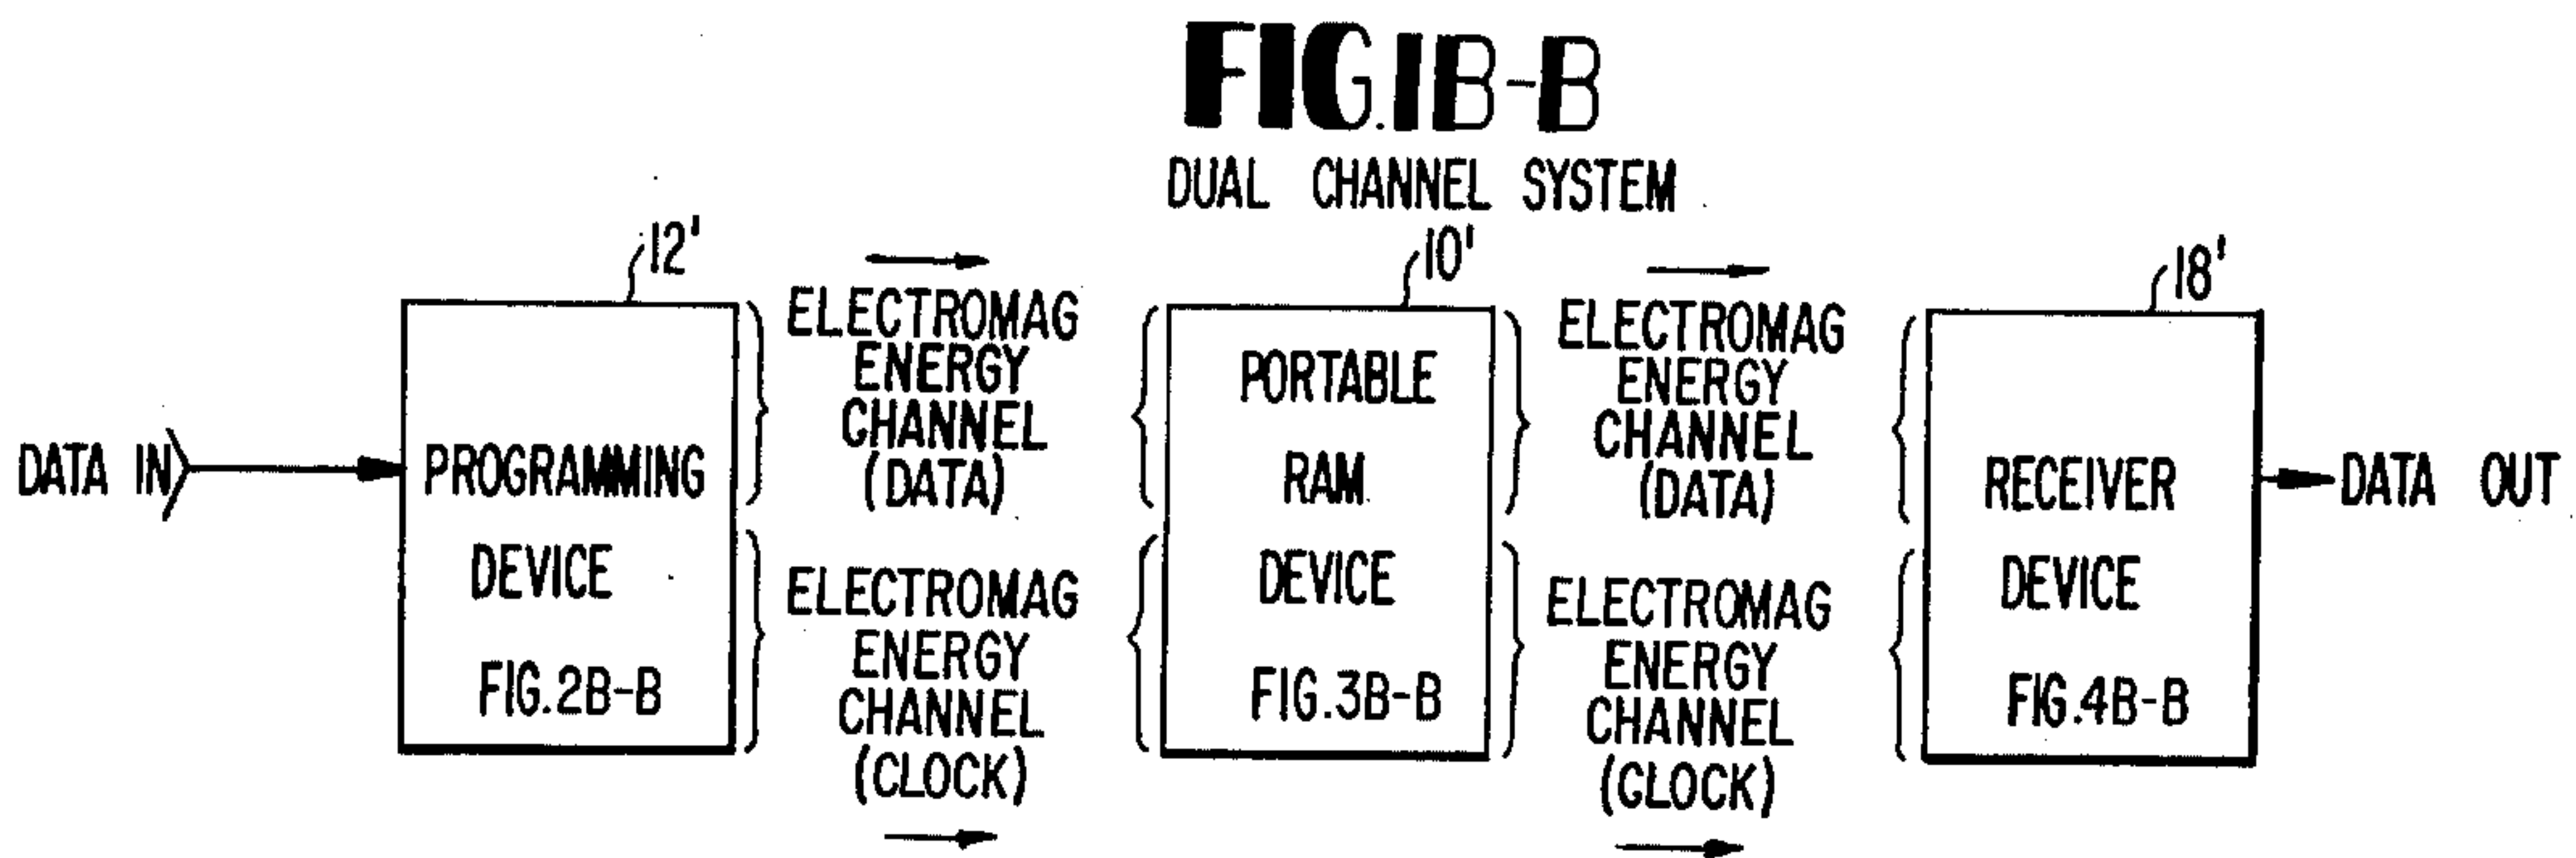 FIG.1B-B
DUAL CHANNEL SYSTEM
DATA IN
12'
PROGRAMMING
DEVICE
FIG.2B-B
ELECTROMAG
ENERGY
CHANNEL
(DATA)
ELECTROMAG
ENERGY
CHANNEL
(CLOCK)
10'
PORTABLE
RAM
DEVICE
FIG.3B-B
ELECTROMAG
ENERGY
CHANNEL
(DATA)
ELECTROMAG
ENERGY
CHANNEL
(CLOCK)
18'
RECEIVER
DEVICE
FIG.4B-B
DATA OUT